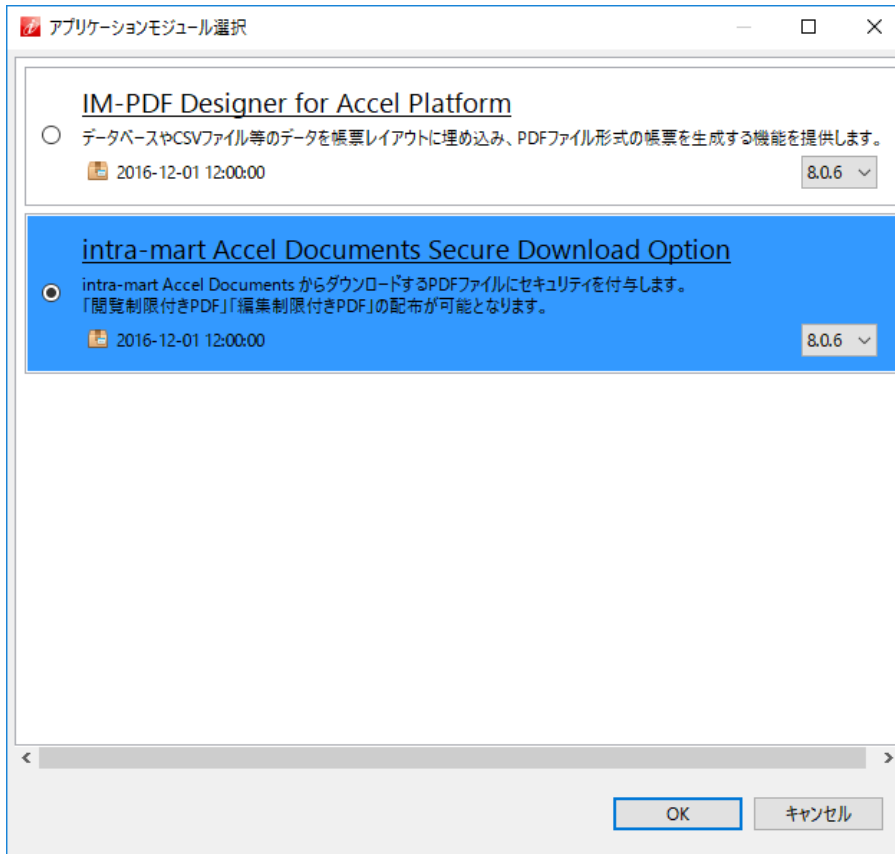 アプリケーションモジュール選択
IM-PDF Designer for Accel Platform
データベースやCSVファイル等のデータを帳票レイアウトに埋め込み、PDFファイル形式の帳票を生成する機能を提供します。
2016-12-01 12:00:00
8.0.6
intra-mart Accel Documents Secure Download Option
intra-mart Accel Documents からダウンロードするPDFファイルにセキュリティを付与します。
「閲覧制限付きPDF」「編集制限付きPDF」の配布が可能となります。
2016-12-01 12:00:00
8.0.6
OK
キャンセル